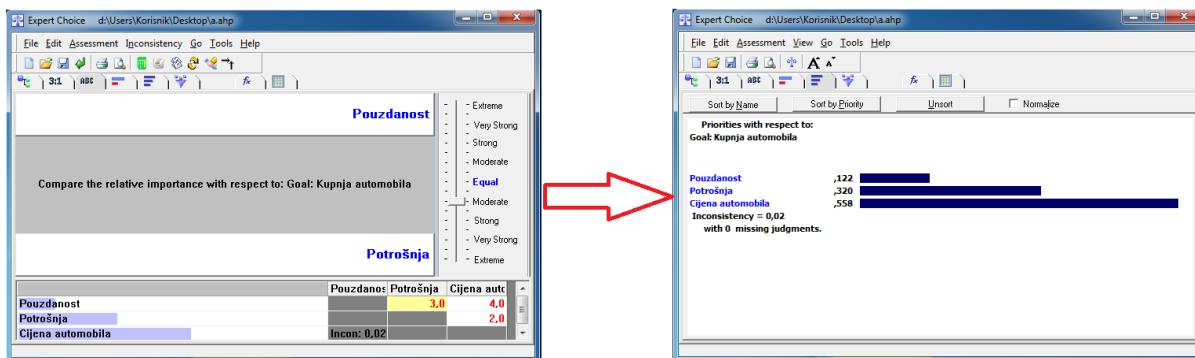 Expert Choice d:\Users\Korisnik\Desktop\a.ahp
File Edit Assessment Inconsistency Go Tools Help
3:1 ABC fx
Pouzdanost
Compare the relative importance with respect to: Goal: Kupnja automobila
Potrošnja
Extreme
Very Strong
Strong
Moderate
Equal
Moderate
Strong
Very Strong
Extreme
Pouzdanos Potrošnja Cijena auto
Pouzdanost 3,0 4,0
Potrošnja 2,0
Cijena automobila Incon: 0,02
Expert Choice d:\Users\Korisnik\Desktop\a.ahp
File Edit Assessment View Go Tools Help
A A
3:1 ABC fx
Sort by Name Sort by Priority Unsort Normalize
Priorities with respect to:
Goal: Kupnja automobila
Pouzdanost ,122
Potrošnja ,320
Cijena automobila ,558
Inconsistency = 0,02
with 0 missing judgments.